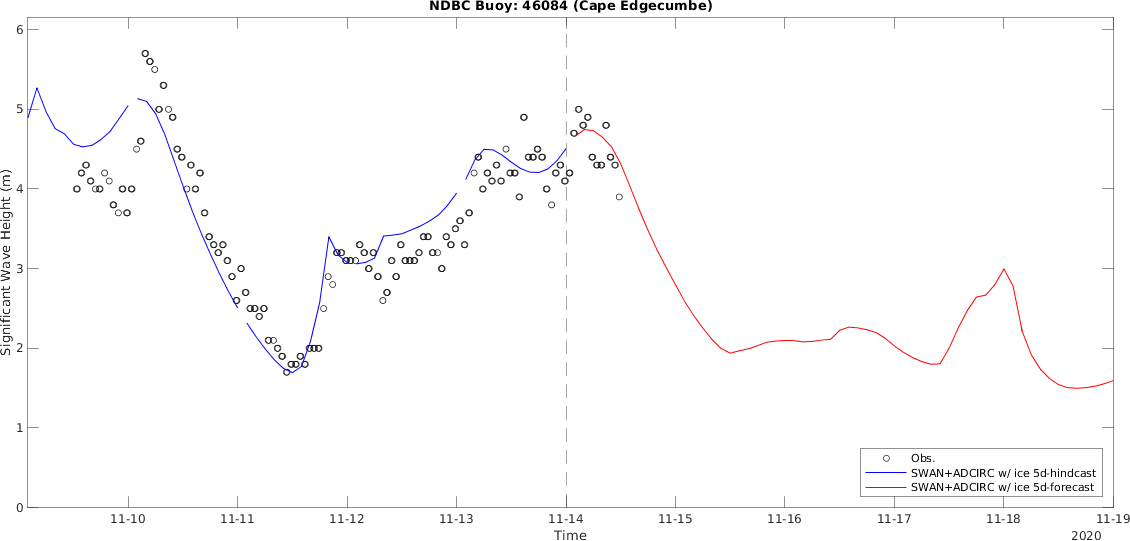 NDBC Buoy: 46084 (Cape Edgecumbe)
Significant Wave Height (m)
6
5
4
3
2
1
0
Obs.
SWAN+ADCIRC w/ ice 5d-hindcast
SWAN+ADCIRC w/ ice 5d-forecast
11-10 11-11 11-12 11-13 11-14 11-15 11-16 11-17 11-18 11-19
Time 2020